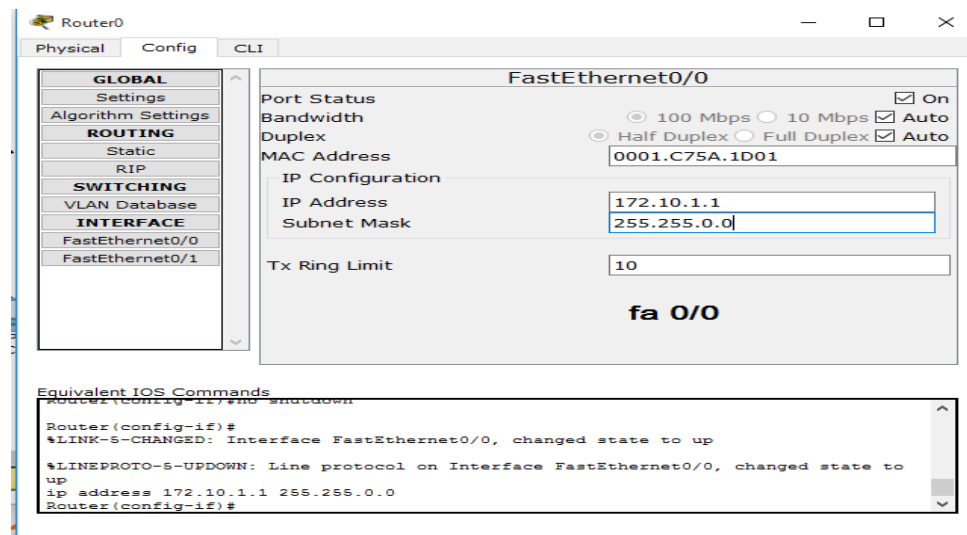 Router0
Physical Config CLI
GLOBAL
Settings
Algorithm Settings
ROUTING
Static
RIP
SWITCHING
VLAN Database
INTERFACE
FastEthernet0/0
FastEthernet0/1
FastEthernet0/0
Port Status On
Bandwidth 100 Mbps 10 Mbps Auto
Duplex Half Duplex Full Duplex Auto
MAC Address 0001.C75A.1D01
IP Configuration
IP Address 172.10.1.1
Subnet Mask 255.255.0.0
Tx Ring Limit 10
fa 0/0
Equivalent IOS Commands
Router(config-if)#no shutdown
Router(config-if)#
%LINK-5-CHANGED: Interface FastEthernet0/0, changed state to up
%LINEPROTO-5-UPDOWN: Line protocol on Interface FastEthernet0/0, changed state to
up
ip address 172.10.1.1 255.255.0.0
Router(config-if)#